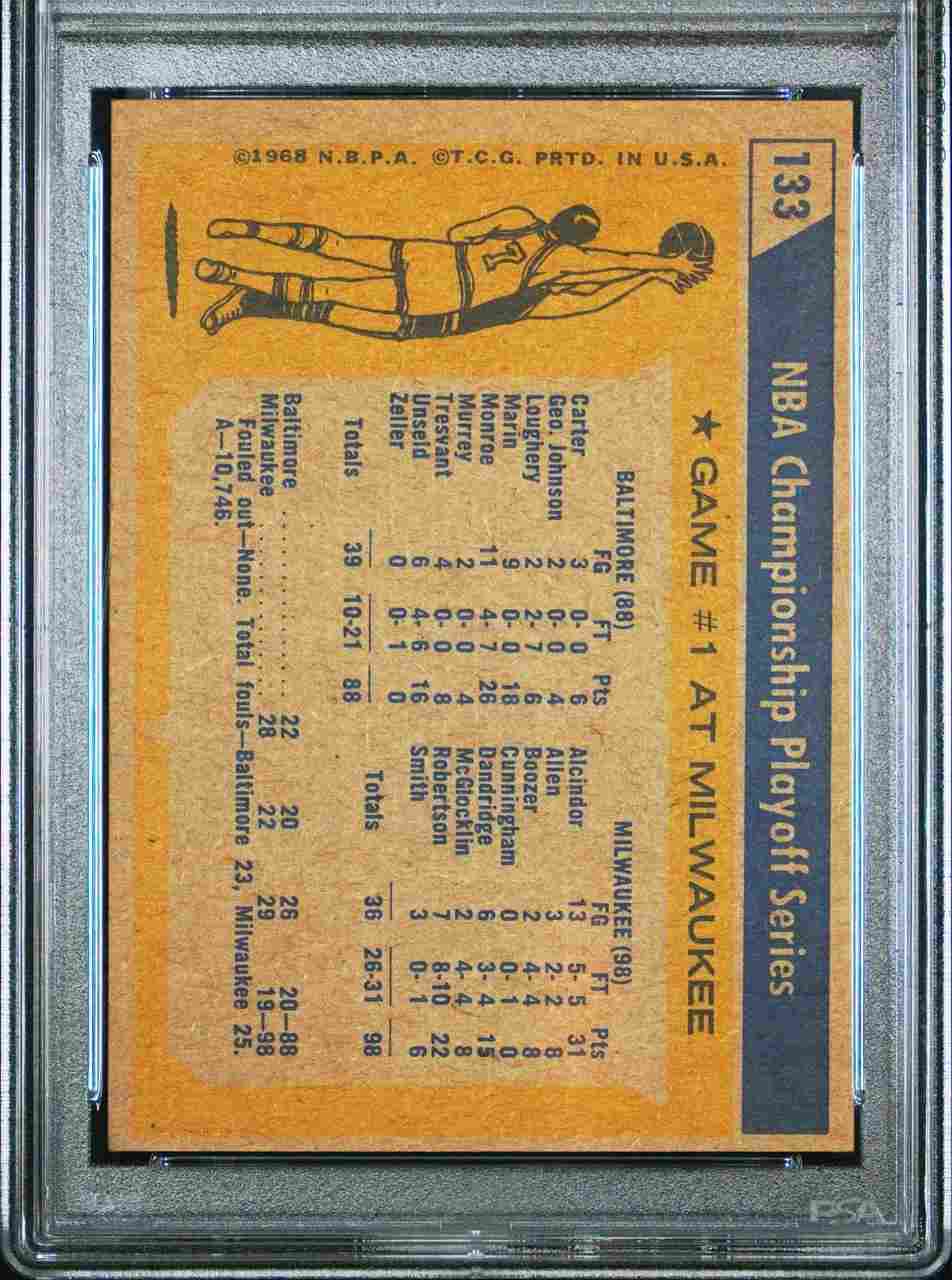 ©1968 N.B.P.A. ©T.C.G. PRTD. IN U.S.A.
133
NBA Championship Playoff Series
★ GAME #1 AT MILWAUKEE
BALTIMORE (88)
FG FT Pts
Carter 3 0- 0 6
Geo. Johnson 2 0- 0 4
Loughery 2 2- 7 6
Marin 9 0- 0 18
Monroe 11 4- 7 26
Murrey 2 0- 0 4
Tresvant 4 0- 0 8
Unseld 6 4- 6 16
Zeller 0 0- 1 0
Totals 39 10-21 88
MILWAUKEE (98)
FG FT Pts
Alcindor 13 5- 5 31
Allen 3 2- 2 8
Boozer 2 4- 4 8
Cunningham 0 0- 1 0
Dandridge 6 3- 4 15
McGlocklin 2 4- 4 8
Robertson 7 8-10 22
Smith 3 0- 1 6
Totals 36 26-31 98
Baltimore . . . . . . . . . . 22 20 26 20—88
Milwaukee . . . . . . . . . . 28 22 29 19—98
Fouled out—None. Total fouls—Baltimore 23, Milwaukee 25.
A—10,746.
1
PSA